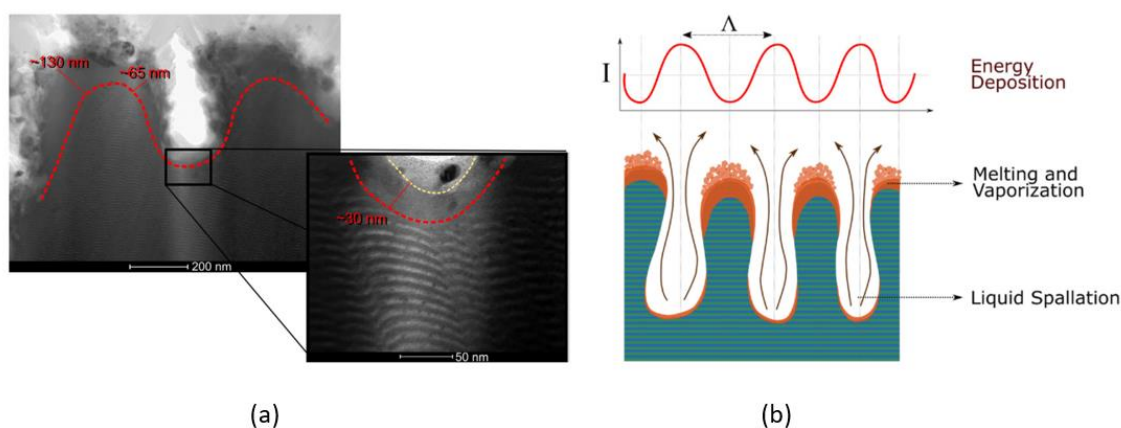 ~130 nm
~65 nm
200 nm
~30 nm
50 nm
(a)
Λ
I
Energy
Deposition
Melting and
Vaporization
Liquid Spallation
(b)